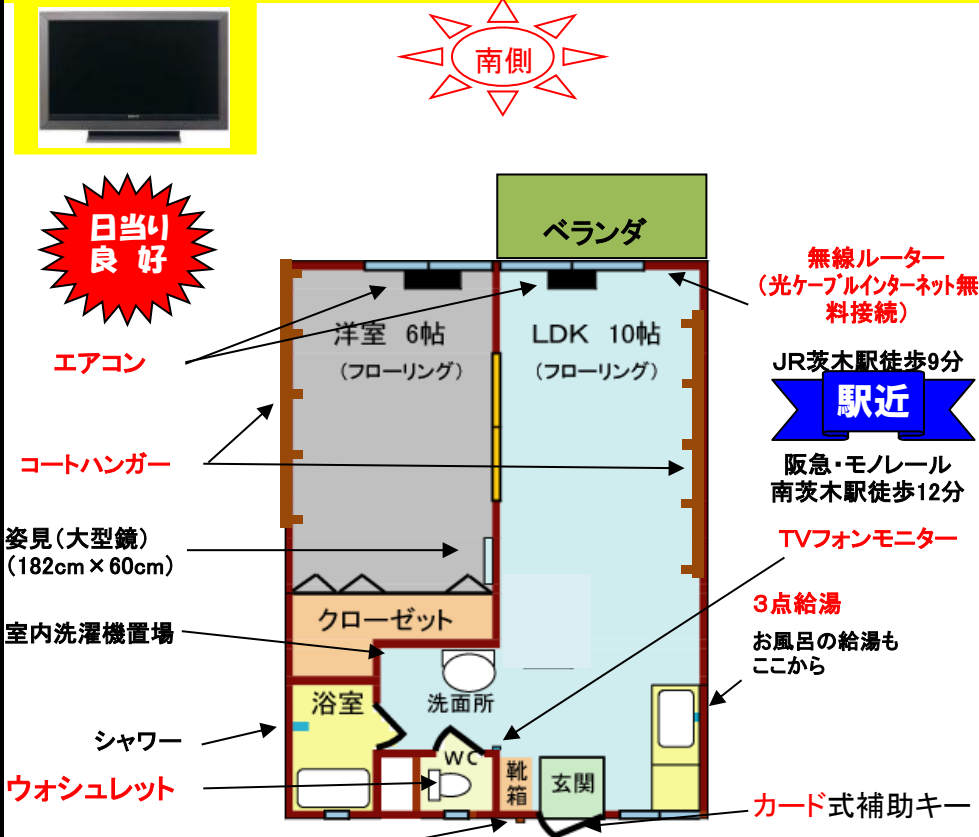 南側
日当り
良 好
ベランダ
無線ルーター
(光ケーブルインターネット無
料接続)
エアコン
洋室 6帖
(フローリング)
LDK 10帖
(フローリング)
JR茨木駅徒歩9分
駅近
阪急・モノレール
南茨木駅徒歩12分
コートハンガー
姿見(大型鏡)
(182cm×60cm)
TVフォンモニター
クローゼット
3点給湯
お風呂の給湯も
ここから
室内洗濯機置場
浴室
洗面所
シャワー
WC
ウォシュレット
靴
箱
玄関
カード式補助キー